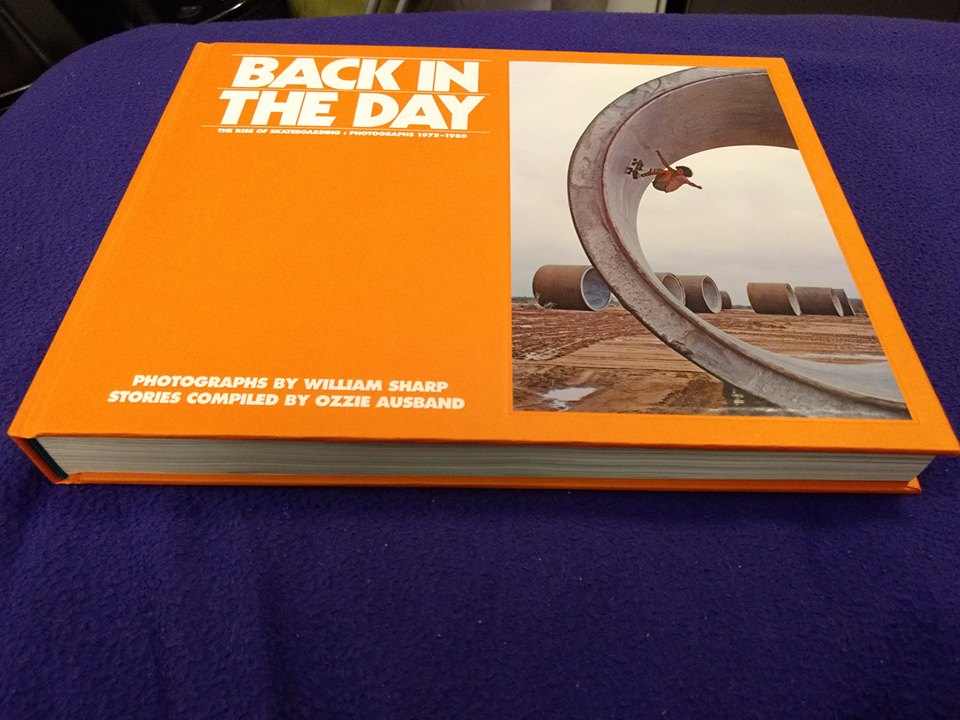 BACK IN
THE DAY
THE RISE OF SKATEBOARDING : PHOTOGRAPHS 1975–1980
PHOTOGRAPHS BY WILLIAM SHARP
STORIES COMPILED BY OZZIE AUSBAND